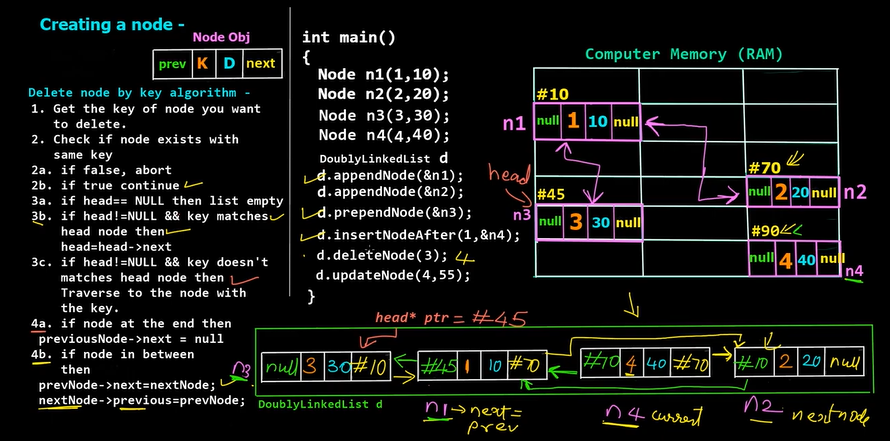 Creating a node -
Node Obj
prev K D next
Delete node by key algorithm -
1. Get the key of node you want
to delete.
2. Check if node exists with
same key
2a. if false, abort
2b. if true continue
3a. if head== NULL then list empty
3b. if head!=NULL && key matches
head node then
head=head->next
3c. if head!=NULL && key doesn't
matches head node then
Traverse to the node with
the key.
4a. if node at the end then
previousNode->next = null
4b. if node in between
then
prevNode->next=nextNode;
nextNode->previous=prevNode;
int main()
{
Node n1(1,10);
Node n2(2,20);
Node n3(3,30);
Node n4(4,40);
DoublyLinkedList d
d.appendNode(&n1);
d.appendNode(&n2);
d.prependNode(&n3);
d.insertNodeAfter(1,&n4);
d.deleteNode(3); 4
d.updateNode(4,55);
}
Computer Memory (RAM)
#10
n1 null 1 10 null
#70
null 2 20 null n2
head
#45
n3 null 3 30 null
#90
null 4 40 null n4
head* ptr = #45
n3
null 3 30 #10
#45 1 10 #70
#70 4 40 #70
#10 2 20 null
DoublyLinkedList d
n1 → next =
prev
n4 current
n2 nextnode